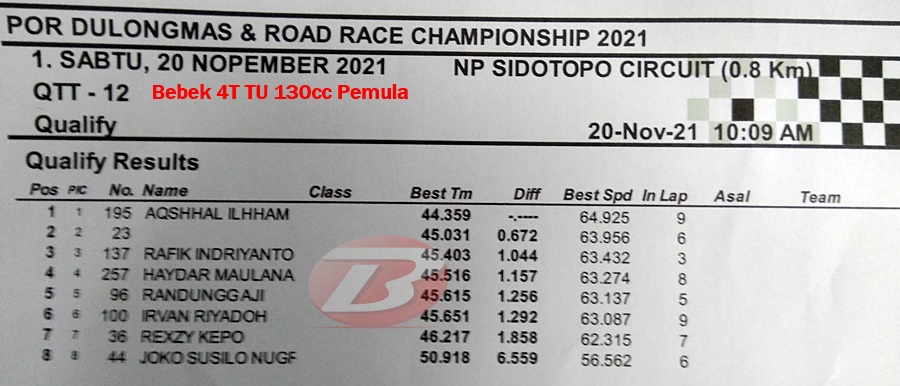 POR DULONGMAS & ROAD RACE CHAMPIONSHIP 2021
1. SABTU, 20 NOPEMBER 2021 NP SIDOTOPO CIRCUIT (0.8 Km)
QTT - 12 Bebek 4T TU 130cc Pemula
Qualify 20-Nov-21 10:09 AM
Qualify Results
Pos PIC No. Name Class Best Tm Diff Best Spd In Lap Asal Team
1 1 195 AQSHHAL ILHHAM 44.359 -.---- 64.925 9
2 2 23 45.031 0.672 63.956 6
3 3 137 RAFIK INDRIYANTO 45.403 1.044 63.432 3
4 4 257 HAYDAR MAULANA 45.516 1.157 63.274 8
5 5 96 RANDUNGGAJI 45.615 1.256 63.137 5
6 6 100 IRVAN RIYADOH 45.651 1.292 63.087 9
7 7 36 REXZY KEPO 46.217 1.858 62.315 7
8 8 44 JOKO SUSILO NUGF 50.918 6.559 56.562 6
B